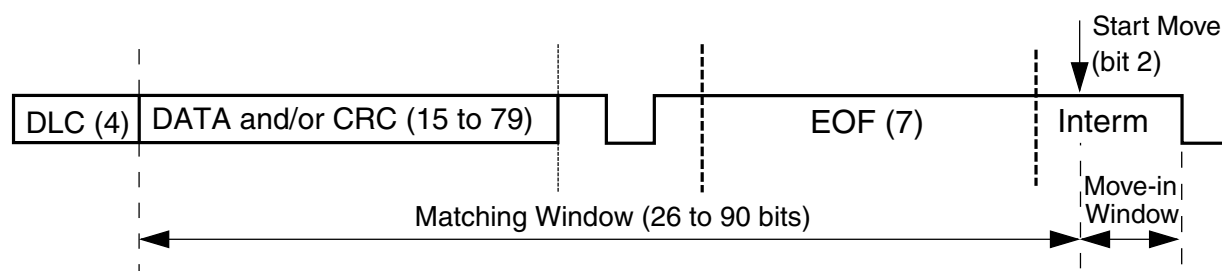 Start Move
(bit 2)
DLC (4)
DATA and/or CRC (15 to 79)
EOF (7)
Interm
Matching Window (26 to 90 bits)
Move-in
Window